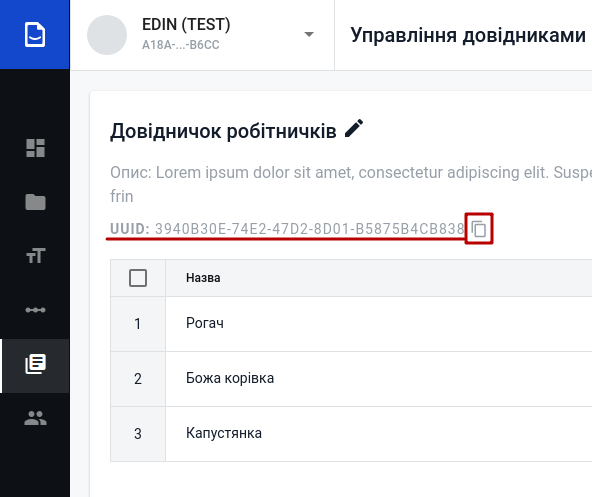 EDIN (TEST)
A18A-...-B6CC
Управління довідниками
Довідничок робітничків
Опис: Lorem ipsum dolor sit amet, consectetur adipiscing elit. Suspe
frin
UUID: 3940B30E-74E2-47D2-8D01-B5875B4CB838
Назва
1 Рогач
2 Божа корівка
3 Капустянка